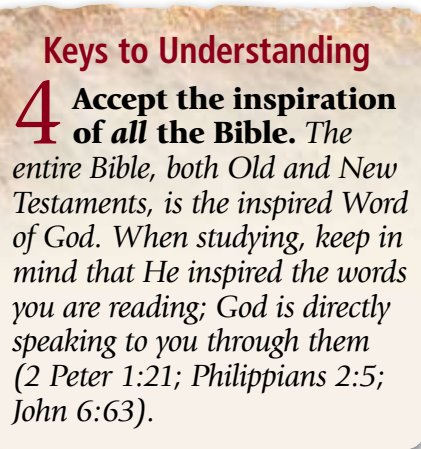 Keys to Understanding
4 Accept the inspiration
of all the Bible. The
entire Bible, both Old and New
Testaments, is the inspired Word
of God. When studying, keep in
mind that He inspired the words
you are reading; God is directly
speaking to you through them
(2 Peter 1:21; Philippians 2:5;
John 6:63).